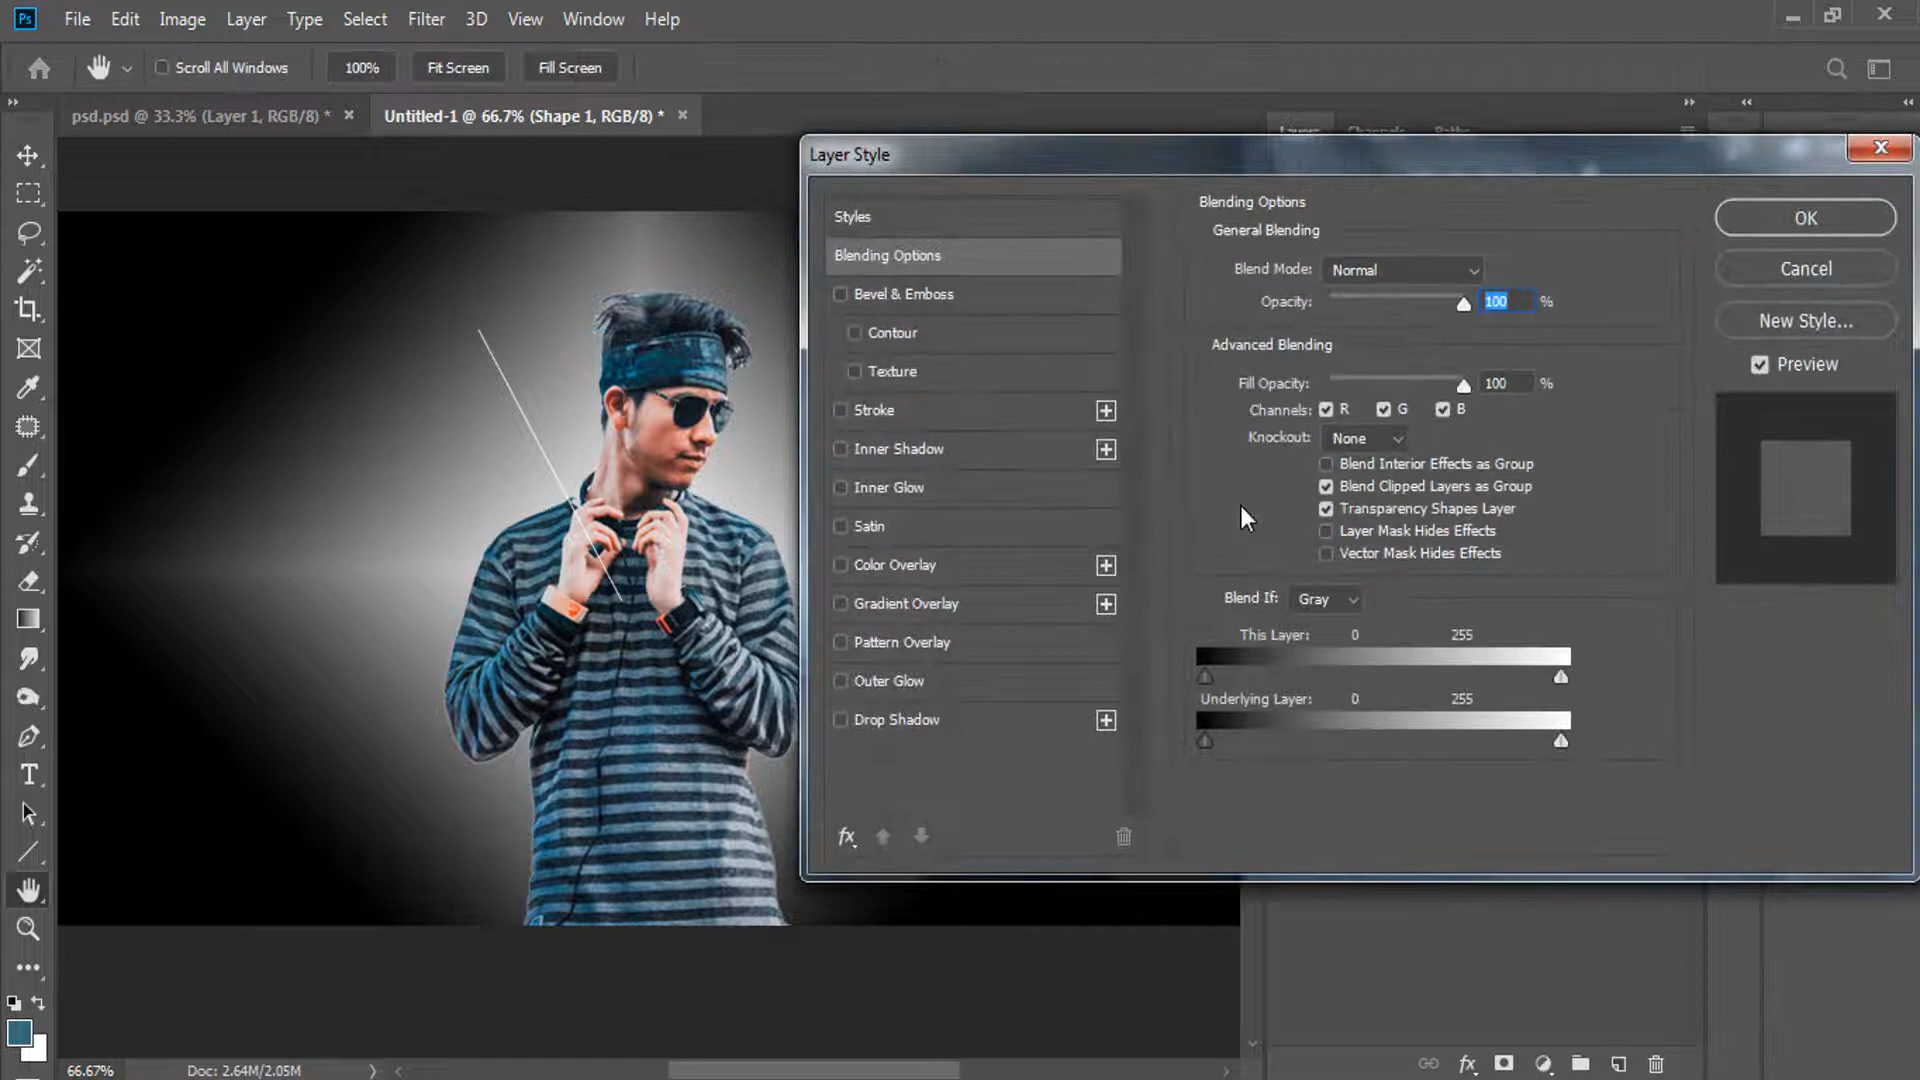 Ps File Edit Image Layer Type Select Filter 3D View Window Help
Scroll All Windows 100% Fit Screen Fill Screen
psd.psd @ 33.3% (Layer 1, RGB/8) * × Untitled-1 @ 66.7% (Shape 1, RGB/8) * ×
Layers Channels Paths
Layer Style
Styles
Blending Options
Bevel & Emboss
Contour
Texture
Stroke
Inner Shadow
Inner Glow
Satin
Color Overlay
Gradient Overlay
Pattern Overlay
Outer Glow
Drop Shadow
fx
Blending Options
General Blending
Blend Mode: Normal
Opacity: 100 %
Advanced Blending
Fill Opacity: 100 %
Channels: R G B
Knockout: None
Blend Interior Effects as Group
Blend Clipped Layers as Group
Transparency Shapes Layer
Layer Mask Hides Effects
Vector Mask Hides Effects
Blend If: Gray
This Layer: 0 255
Underlying Layer: 0 255
OK
Cancel
New Style...
Preview
66.67% Doc: 2.64M/2.05M
fx